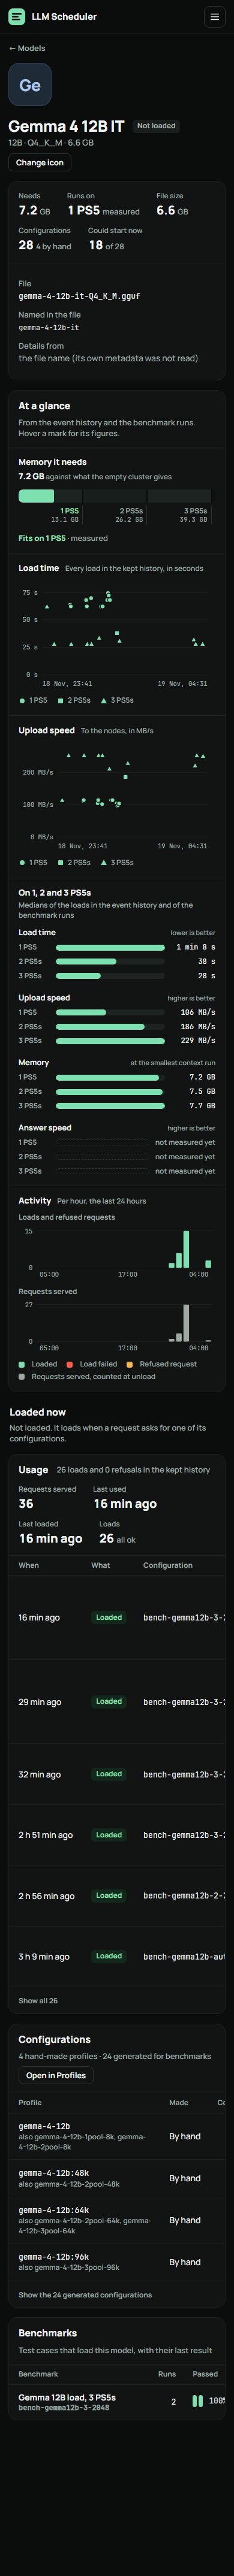 LLM Scheduler
← Models
Ge
Gemma 4 12B IT Not loaded
12B · Q4_K_M · 6.6 GB
Change icon
Needs Runs on File size
7.2 GB 1 PS5 measured 6.6 GB
Configurations Could start now
28 4 by hand 18 of 28
File
gemma-4-12b-it-Q4_K_M.gguf
Named in the file
gemma-4-12b-it
Details from
the file name (its own metadata was not read)
At a glance
From the event history and the benchmark runs.
Hover a mark for its figures.
Memory it needs
7.2 GB against what the empty cluster gives
1 PS5 2 PS5s 3 PS5s
13.1 GB 26.2 GB 39.3 GB
Fits on 1 PS5 · measured
Load time Every load in the kept history, in seconds
75 s
50 s
25 s
0 s
18 Nov, 23:41 19 Nov, 04:31
1 PS5 2 PS5s 3 PS5s
Upload speed To the nodes, in MB/s
200 MB/s
100 MB/s
0 MB/s
18 Nov, 23:41 19 Nov, 04:31
1 PS5 2 PS5s 3 PS5s
On 1, 2 and 3 PS5s
Medians of the loads in the event history and of the
benchmark runs
Load time lower is better
1 PS5 1 min 8 s
2 PS5s 38 s
3 PS5s 28 s
Upload speed higher is better
1 PS5 106 MB/s
2 PS5s 186 MB/s
3 PS5s 229 MB/s
Memory at the smallest context run
1 PS5 7.2 GB
2 PS5s 7.5 GB
3 PS5s 7.7 GB
Answer speed higher is better
1 PS5 not measured yet
2 PS5s not measured yet
3 PS5s not measured yet
Activity Per hour, the last 24 hours
Loads and refused requests
15
0
05:00 17:00 04:00
Requests served
27
0
05:00 17:00 04:00
Loaded Load failed Refused request
Requests served, counted at unload
Loaded now
Not loaded. It loads when a request asks for one of its
configurations.
Usage 26 loads and 0 refusals in the kept history
Requests served Last used
36 16 min ago
Last loaded Loads
16 min ago 26 all ok
When What Configuration
16 min ago Loaded bench-gemma12b-3-2
29 min ago Loaded bench-gemma12b-3-2
32 min ago Loaded bench-gemma12b-3-2
2 h 51 min ago Loaded bench-gemma12b-3-2
2 h 56 min ago Loaded bench-gemma12b-2-2
3 h 9 min ago Loaded bench-gemma12b-aut
Show all 26
Configurations
4 hand-made profiles · 24 generated for benchmarks
Open in Profiles
Profile Made Co
gemma-4-12b By hand
also gemma-4-12b-1pool-8k, gemma-
4-12b-2pool-8k
gemma-4-12b:48k By hand
also gemma-4-12b-2pool-48k
gemma-4-12b:64k By hand
also gemma-4-12b-2pool-64k, gemma-
4-12b-3pool-64k
gemma-4-12b:96k By hand
also gemma-4-12b-3pool-96k
Show the 24 generated configurations
Benchmarks
Test cases that load this model, with their last result
Benchmark Runs Passed
Gemma 12B load, 3 PS5s 2 100%
bench-gemma12b-3-2048